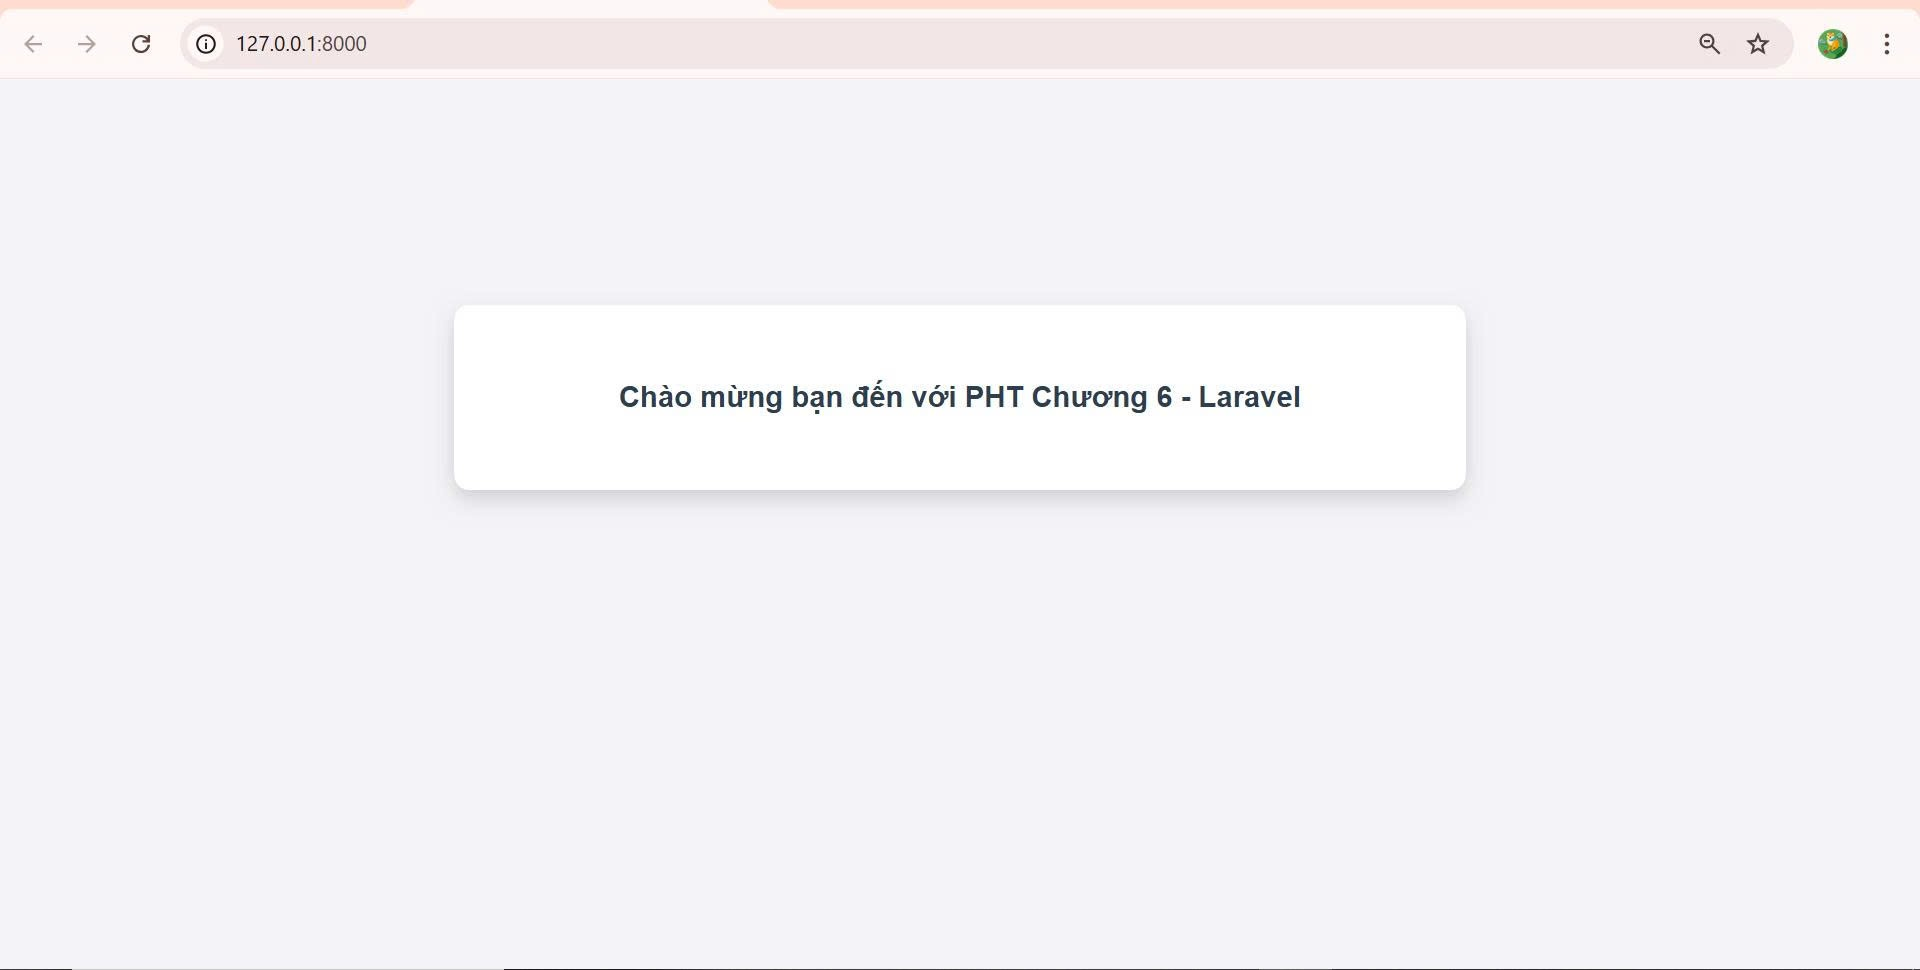 127.0.0.1:8000
Chào mừng bạn đến với PHT Chương 6 - Laravel